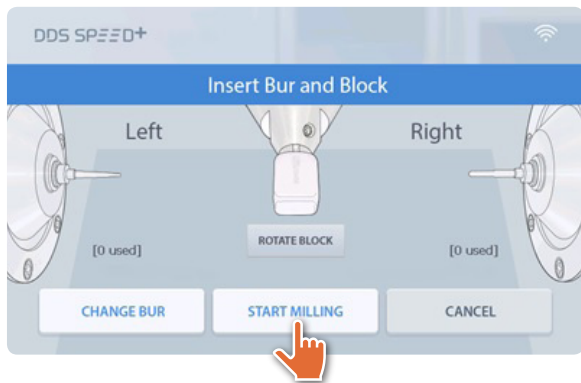 DDS SPEED+
Insert Bur and Block
Left
Right
[0 used]
ROTATE BLOCK
[0 used]
CHANGE BUR
START MILLING
CANCEL